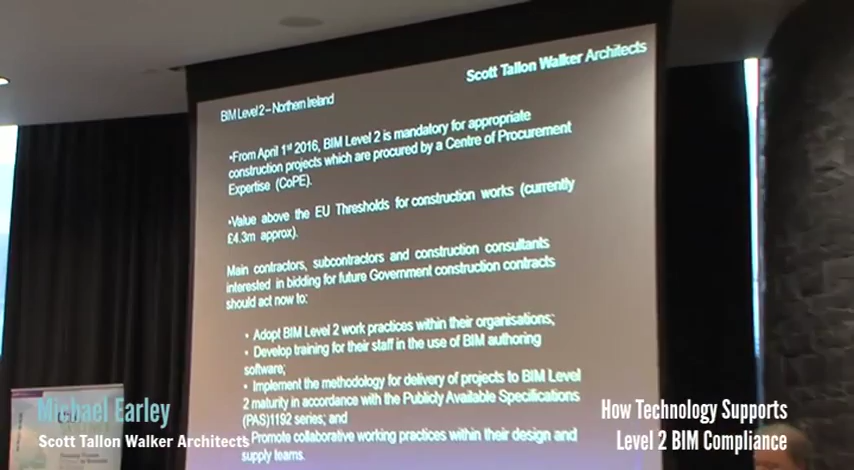 Scott Tallon Walker Architects
BIM Level 2 – Northern Ireland
•From April 1st 2016, BIM Level 2 is mandatory for appropriate
construction projects which are procured by a Centre of Procurement
Expertise (CoPE).
•Value above the EU Thresholds for construction works (currently
£4.3m approx).
Main contractors, subcontractors and construction consultants
interested in bidding for future Government construction contracts
should act now to:
• Adopt BIM Level 2 work practices within their organisations;
• Develop training for their staff in the use of BIM authoring
software;
• Implement the methodology for delivery of projects to BIM Level
2 maturity in accordance with the Publicly Available Specifications
(PAS)1192 series; and
Promote collaborative working practices within their design and
supply teams.
Michael Earley
Scott Tallon Walker Architects
How Technology Supports
Level 2 BIM Compliance